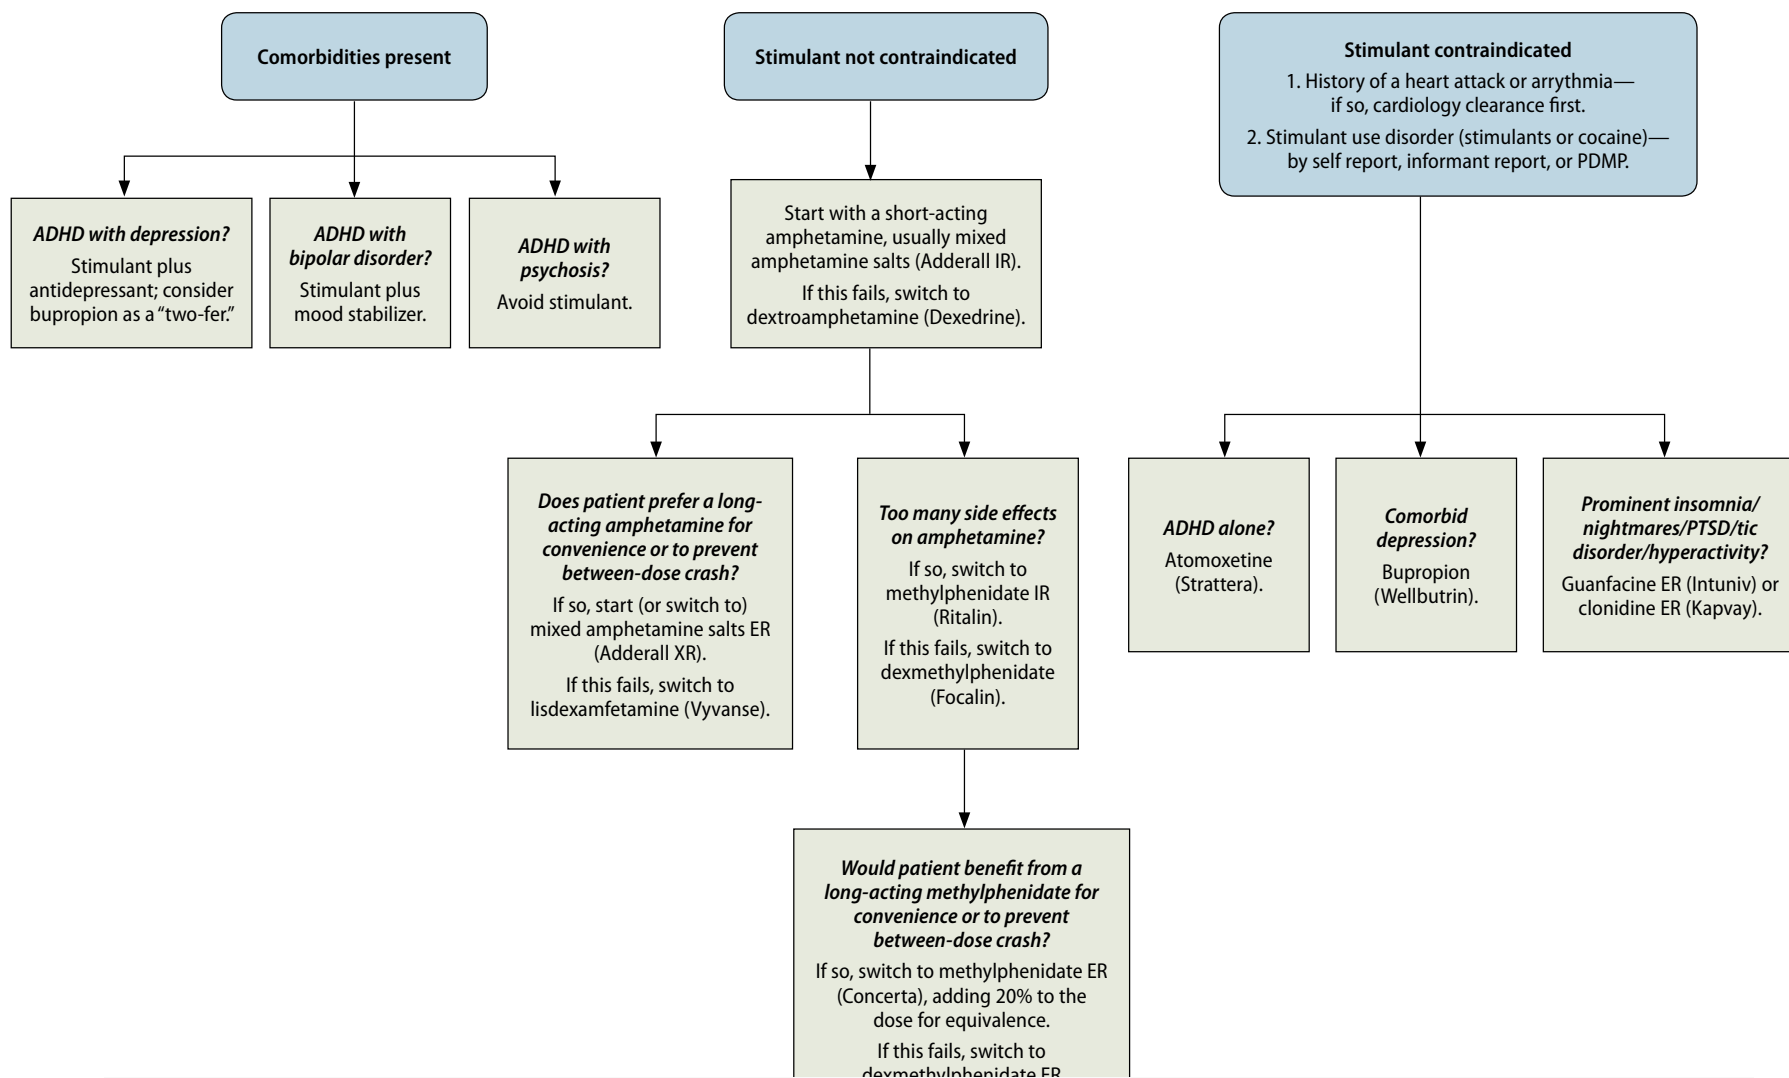 Comorbidities present
Stimulant not contraindicated
Stimulant contraindicated
1. History of a heart attack or arrythmia—
if so, cardiology clearance first.
2. Stimulant use disorder (stimulants or cocaine)—
by self report, informant report, or PDMP.
ADHD with depression?
Stimulant plus
antidepressant; consider
bupropion as a “two-fer.”
ADHD with
bipolar disorder?
Stimulant plus
mood stabilizer.
ADHD with
psychosis?
Avoid stimulant.
Start with a short-acting
amphetamine, usually mixed
amphetamine salts (Adderall IR).
If this fails, switch to
dextroamphetamine (Dexedrine).
Does patient prefer a long-
acting amphetamine for
convenience or to prevent
between-dose crash?
If so, start (or switch to)
mixed amphetamine salts ER
(Adderall XR).
If this fails, switch to
lisdexamfetamine (Vyvanse).
Too many side effects
on amphetamine?
If so, switch to
methylphenidate IR
(Ritalin).
If this fails, switch to
dexmethylphenidate
(Focalin).
ADHD alone?
Atomoxetine
(Strattera).
Comorbid
depression?
Bupropion
(Wellbutrin).
Prominent insomnia/
nightmares/PTSD/tic
disorder/hyperactivity?
Guanfacine ER (Intuniv) or
clonidine ER (Kapvay).
Would patient benefit from a
long-acting methylphenidate for
convenience or to prevent
between-dose crash?
If so, switch to methylphenidate ER
(Concerta), adding 20% to the
dose for equivalence.
If this fails, switch to
dexmethylphenidate ER